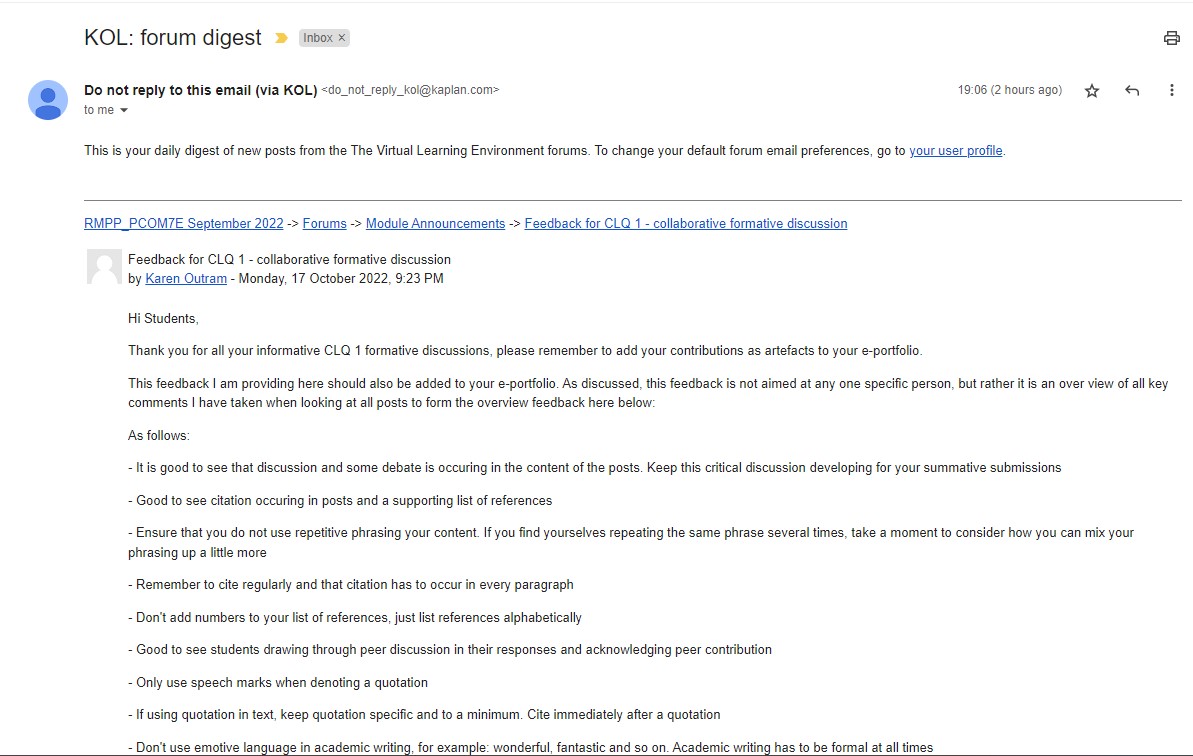 KOL: forum digest Inbox ×
Do not reply to this email (via KOL) <do_not_reply_kol@kaplan.com> 19:06 (2 hours ago)
to me
This is your daily digest of new posts from the The Virtual Learning Environment forums. To change your default forum email preferences, go to your user profile.
RMPP_PCOM7E September 2022 -> Forums -> Module Announcements -> Feedback for CLQ 1 - collaborative formative discussion
Feedback for CLQ 1 - collaborative formative discussion
by Karen Outram - Monday, 17 October 2022, 9:23 PM
Hi Students,
Thank you for all your informative CLQ 1 formative discussions, please remember to add your contributions as artefacts to your e-portfolio.
This feedback I am providing here should also be added to your e-portfolio. As discussed, this feedback is not aimed at any one specific person, but rather it is an over view of all key
comments I have taken when looking at all posts to form the overview feedback here below:
As follows:
- It is good to see that discussion and some debate is occuring in the content of the posts. Keep this critical discussion developing for your summative submissions
- Good to see citation occuring in posts and a supporting list of references
- Ensure that you do not use repetitive phrasing your content. If you find yourselves repeating the same phrase several times, take a moment to consider how you can mix your
phrasing up a little more
- Remember to cite regularly and that citation has to occur in every paragraph
- Don't add numbers to your list of references, just list references alphabetically
- Good to see students drawing through peer discussion in their responses and acknowledging peer contribution
- Only use speech marks when denoting a quotation
- If using quotation in text, keep quotation specific and to a minimum. Cite immediately after a quotation
- Don't use emotive language in academic writing, for example: wonderful, fantastic and so on. Academic writing has to be formal at all times